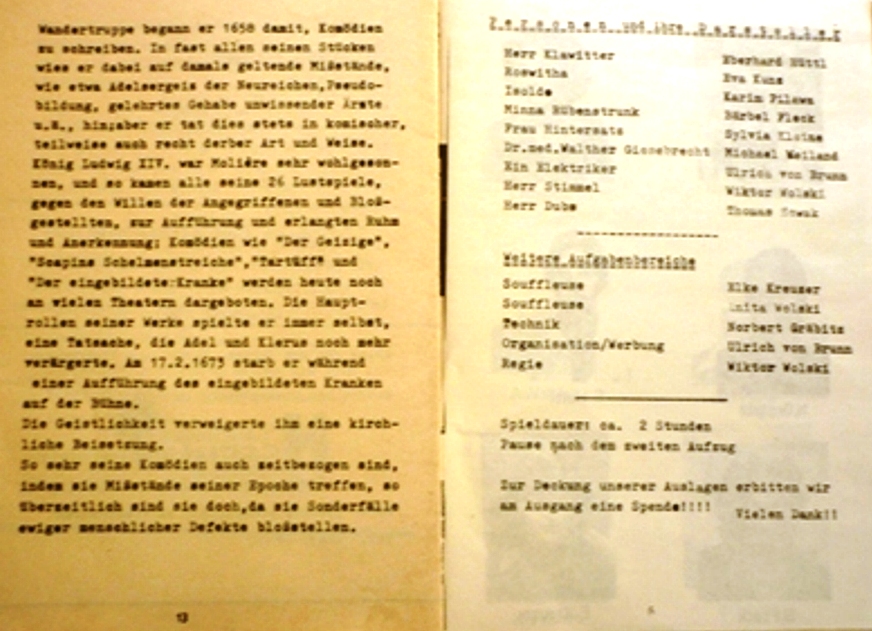 Wandertruppe begann er 1658 damit, Komödien
zu schreiben. In fast allen seinen Stücken
wies er dabei auf damals geltende Mißstände,
wie etwa Adelsergeis der Neureichen,Pseudo-
bildung, gelehrtes Gehabe unwissender Ärzte
u.ä., hin;aber er tat dies stets in komischer,
teilweise auch recht derber Art und Weise.
König Ludwig XIV. war Molière sehr wohlgeson-
nen, und so kamen alle seine 26 Lustspiele,
gegen den Willen der Angegriffenen und Bloß-
gestellten, zur Aufführung und erlangten Ruhm
und Anerkennung; Komödien wie "Der Geizige",
"Scapins Schelmenstreiche","Tartüff" und
"Der eingebildete Kranke" werden heute noch
an vielen Theatern dargeboten. Die Haupt-
rollen seiner Werke spielte er immer selbst,
eine Tatsache, die Adel und Klerus noch mehr
verärgerte. Am 17.2.1673 starb er während
einer Aufführung des eingebildeten Kranken
auf der Bühne.
Die Geistlichkeit verweigerte ihm eine kirch-
liche Beisetzung.
So sehr seine Komödien auch zeitbezogen sind,
indem sie Mißstände seiner Epoche treffen, so
überzeitlich sind sie doch,da sie Sonderfälle
ewiger menschlicher Defekte bloßstellen.
13
Personen und ihre Darsteller
Herr Klawitter Eberhard Hüttl
Roswitha Eva Kuns
Isolde Karin Pilawa
Minna Rübenstrunk Bärbel Fleck
Frau Hintersatz Sylvia Klotne
Dr.med.Walther Giesebrecht Michael Weiland
Ein Elektriker Ulrich von Brunn
Herr Stimmel Wiktor Wolski
Herr Dubs Thomas Nowak
Weitere Aufgabenbereiche
Souffleuse Elke Kreuzer
Souffleuse Anita Wolski
Technik Norbert Gräbitz
Organisation/Werbung Ulrich von Brunn
Regie Wiktor Wolski
Spieldauer: ca. 2 Stunden
Pause nach dem zweiten Aufzug
Zur Deckung unserer Auslagen erbitten wir
am Ausgang eine Spende!!!!
Vielen Dank!!